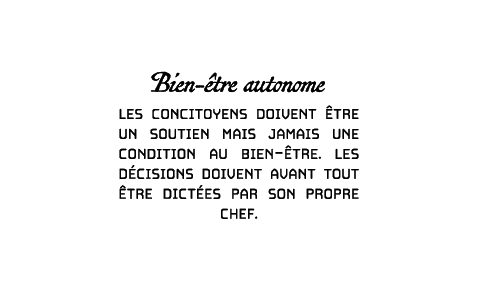 Bien-être autonome
LES CONCITOYENS DOIVENT ÊTRE
UN SOUTIEN MAIS JAMAIS UNE
CONDITION AU BIEN-ÊTRE. LES
DÉCISIONS DOIVENT AVANT TOUT
ÊTRE DICTÉES PAR SON PROPRE
CHEF.